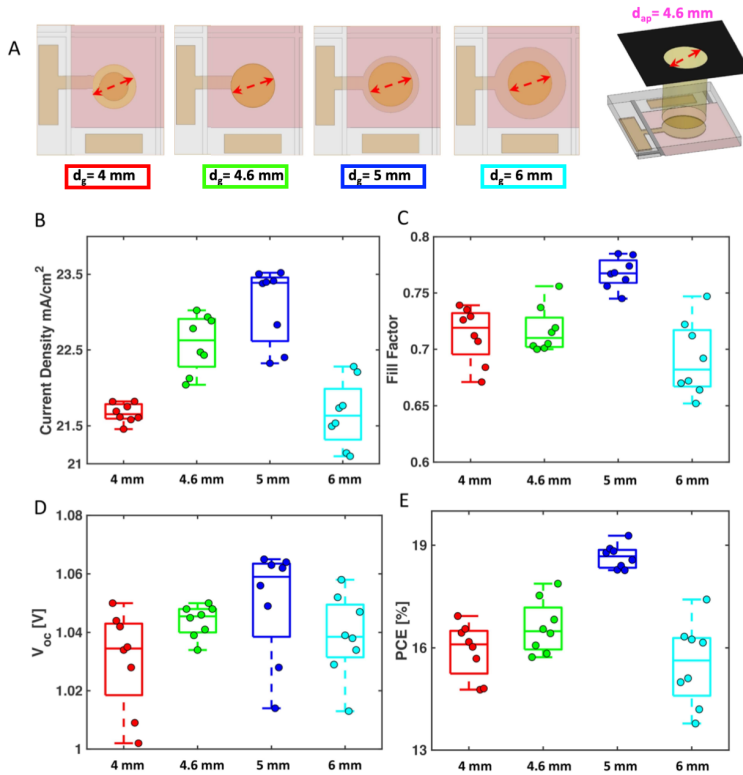 A
d_ap= 4.6 mm
d_g= 4 mm
d_g= 4.6 mm
d_g= 5 mm
d_g= 6 mm
B
Current Density mA/cm²
23.5
22.5
21.5
21
4 mm
4.6 mm
5 mm
6 mm
C
Fill Factor
0.8
0.75
0.7
0.65
0.6
4 mm
4.6 mm
5 mm
6 mm
D
V_oc [V]
1.08
1.06
1.04
1.02
1
4 mm
4.6 mm
5 mm
6 mm
E
PCE [%]
19
16
13
4 mm
4.6 mm
5 mm
6 mm